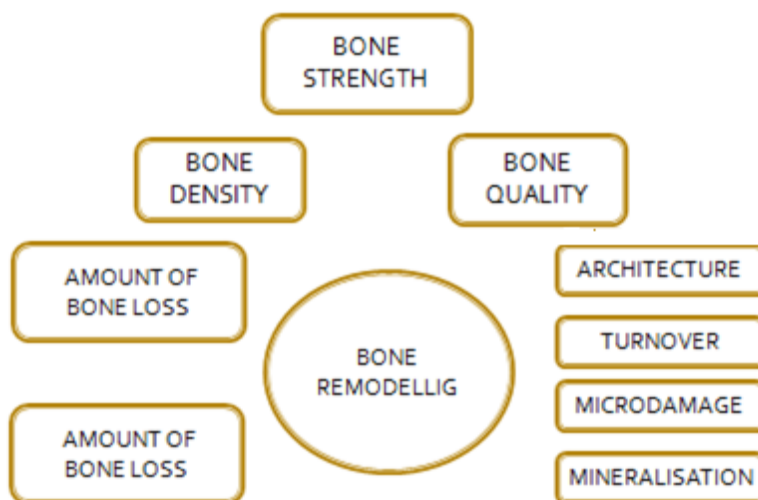 BONE
STRENGTH
BONE
DENSITY
BONE
QUALITY
AMOUNT OF
BONE LOSS
AMOUNT OF
BONE LOSS
BONE
REMODELLIG
ARCHITECTURE
TURNOVER
MICRODAMAGE
MINERALISATION